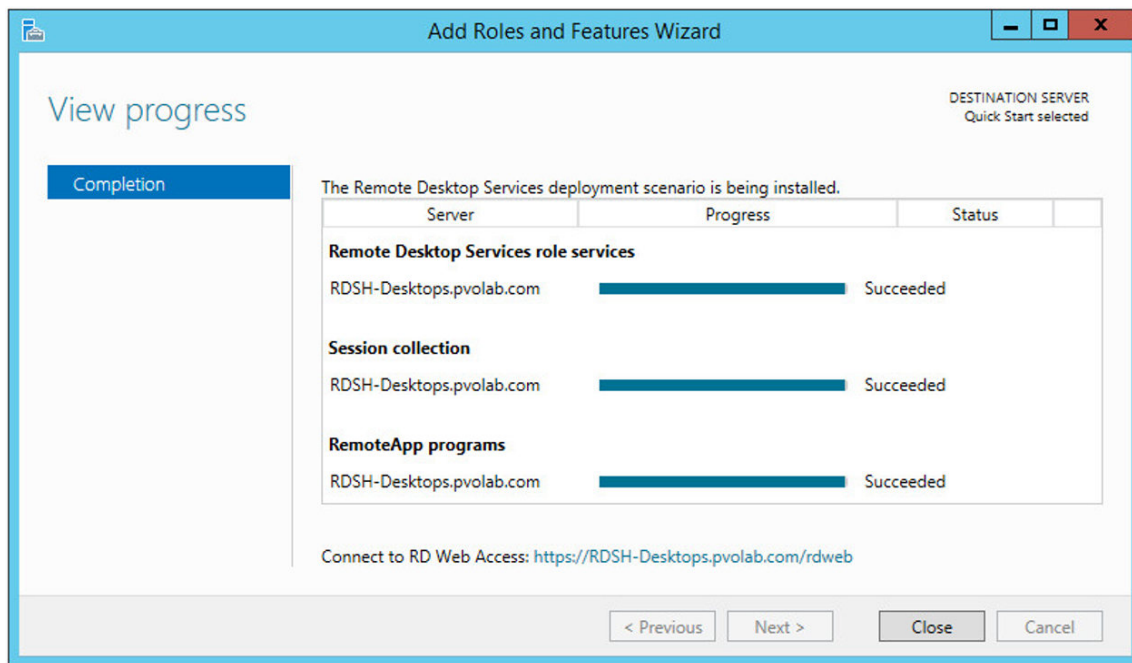 Add Roles and Features Wizard
View progress
DESTINATION SERVER
Quick Start selected
Completion
The Remote Desktop Services deployment scenario is being installed.
Server Progress Status
Remote Desktop Services role services
RDSH-Desktops.pvolab.com Succeeded
Session collection
RDSH-Desktops.pvolab.com Succeeded
RemoteApp programs
RDSH-Desktops.pvolab.com Succeeded
Connect to RD Web Access: https://RDSH-Desktops.pvolab.com/rdweb
< Previous Next > Close Cancel